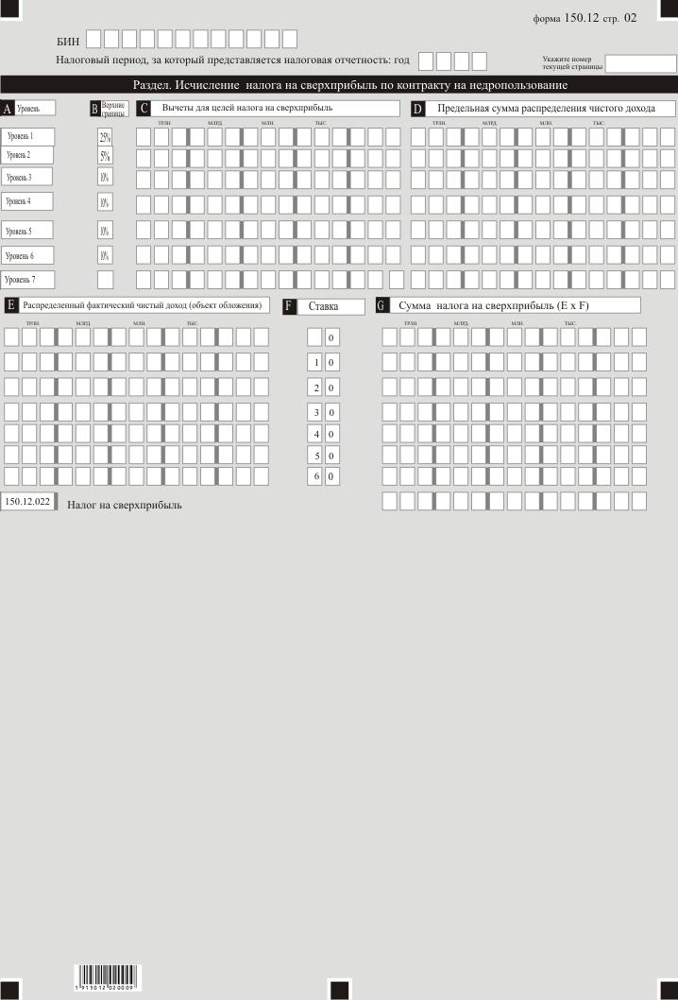 форма 150.12 стр. 02
БИН
Налоговый период, за который представляется налоговая отчетность: год
Укажите номер
текущей страницы
Раздел. Исчисление налога на сверхприбыль по контракту на недропользование
A Уровень
B Верхние
границы
C Вычеты для целей налога на сверхприбыль
D Предельная сумма распределения чистого дохода
ТРЛН. МЛРД. МЛН. ТЫС. ТРЛН. МЛРД. МЛН. ТЫС.
Уровень 1 25%
Уровень 2 5%
Уровень 3 10%
Уровень 4 10%
Уровень 5 10%
Уровень 6 10%
Уровень 7
E Распределенный фактический чистый доход (объект обложения) F Ставка G Сумма налога на сверхприбыль (E x F)
ТРЛН. МЛРД. МЛН. ТЫС. ТРЛН. МЛРД. МЛН. ТЫС.
0
1 0
2 0
3 0
4 0
5 0
6 0
150.12.022 Налог на сверхприбыль
1 915012 020009